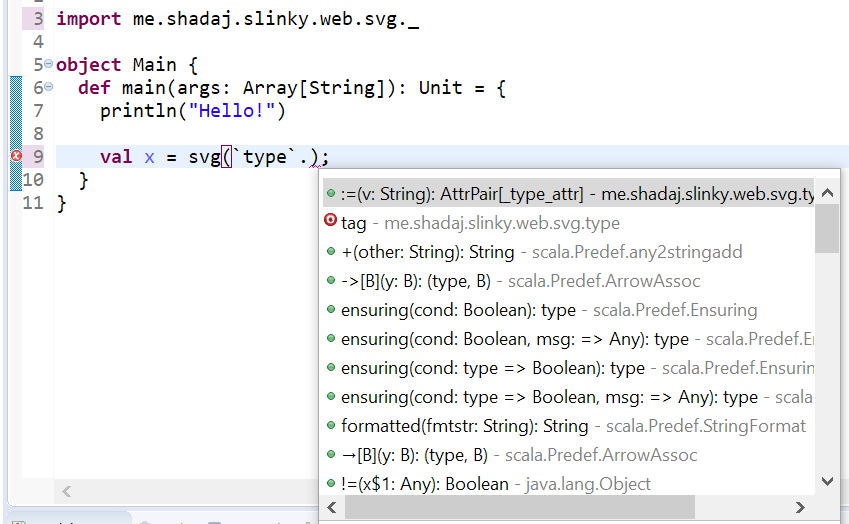 3 import me.shadaj.slinky.web.svg._
4
5 object Main {
6 def main(args: Array[String]): Unit = {
7 println("Hello!")
8
9 val x = svg(`type`.);
10 }
11 }
:=(v: String): AttrPair[_type_attr] - me.shadaj.slinky.web.svg.ty
tag - me.shadaj.slinky.web.svg.type
+(other: String): String - scala.Predef.any2stringadd
->[B](y: B): (type, B) - scala.Predef.ArrowAssoc
ensuring(cond: Boolean): type - scala.Predef.Ensuring
ensuring(cond: Boolean, msg: => Any): type - scala.Predef.E
ensuring(cond: type => Boolean): type - scala.Predef.Ensurin
ensuring(cond: type => Boolean, msg: => Any): type - scala
formatted(fmtstr: String): String - scala.Predef.StringFormat
→[B](y: B): (type, B) - scala.Predef.ArrowAssoc
!=(x$1: Any): Boolean - java.lang.Object